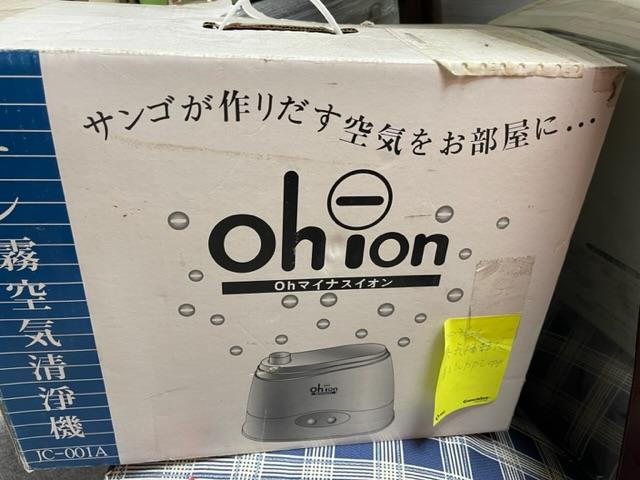 サンゴが作りだす空気をお部屋に・・・
oh ion
Ohマイナスイオン
oh ion
ン霧空気清浄機
JC-001A